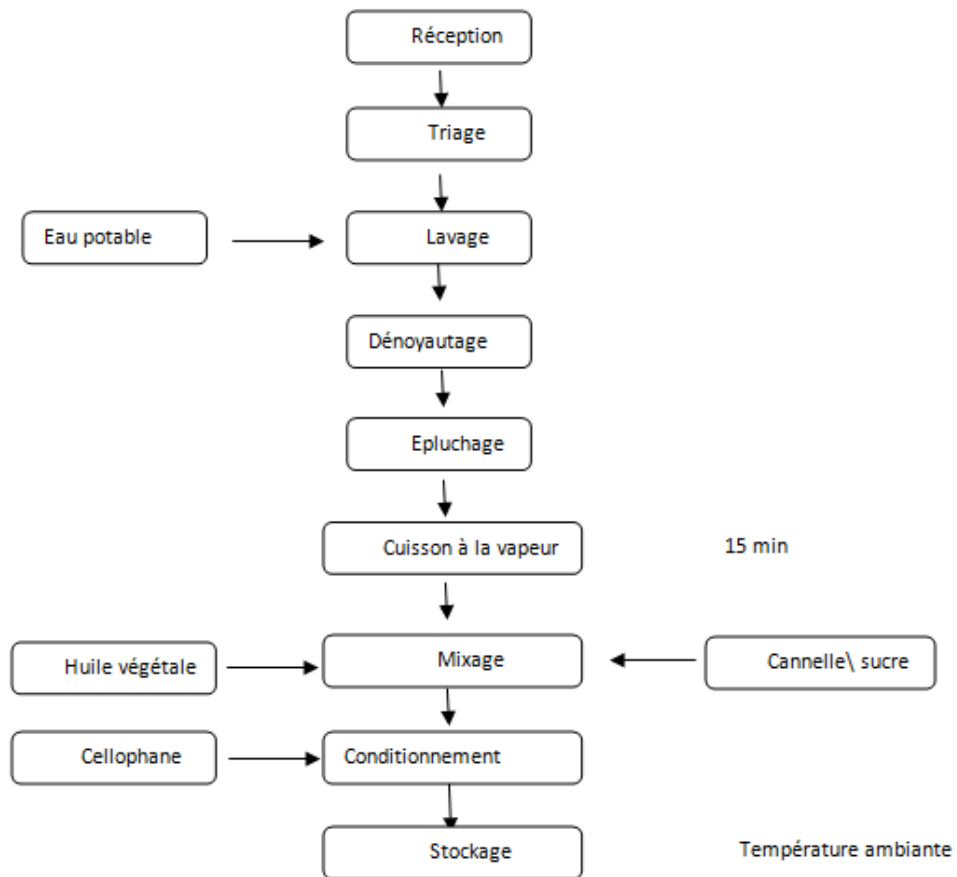 Réception
Triage
Eau potable
Lavage
Dénoyautage
Epluchage
Cuisson à la vapeur
15 min
Huile végétale
Mixage
Cannelle\ sucre
Cellophane
Conditionnement
Stockage
Température ambiante